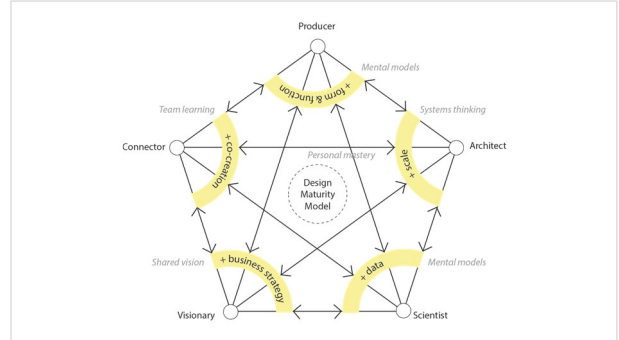 Producer
Mental models
+ form & function
Team learning
Systems thinking
Connector
+ co-creation
Personal mastery
+ scale
Architect
Design
Maturity
Model
Shared vision
+ business strategy
+ data
Mental models
Visionary
Scientist